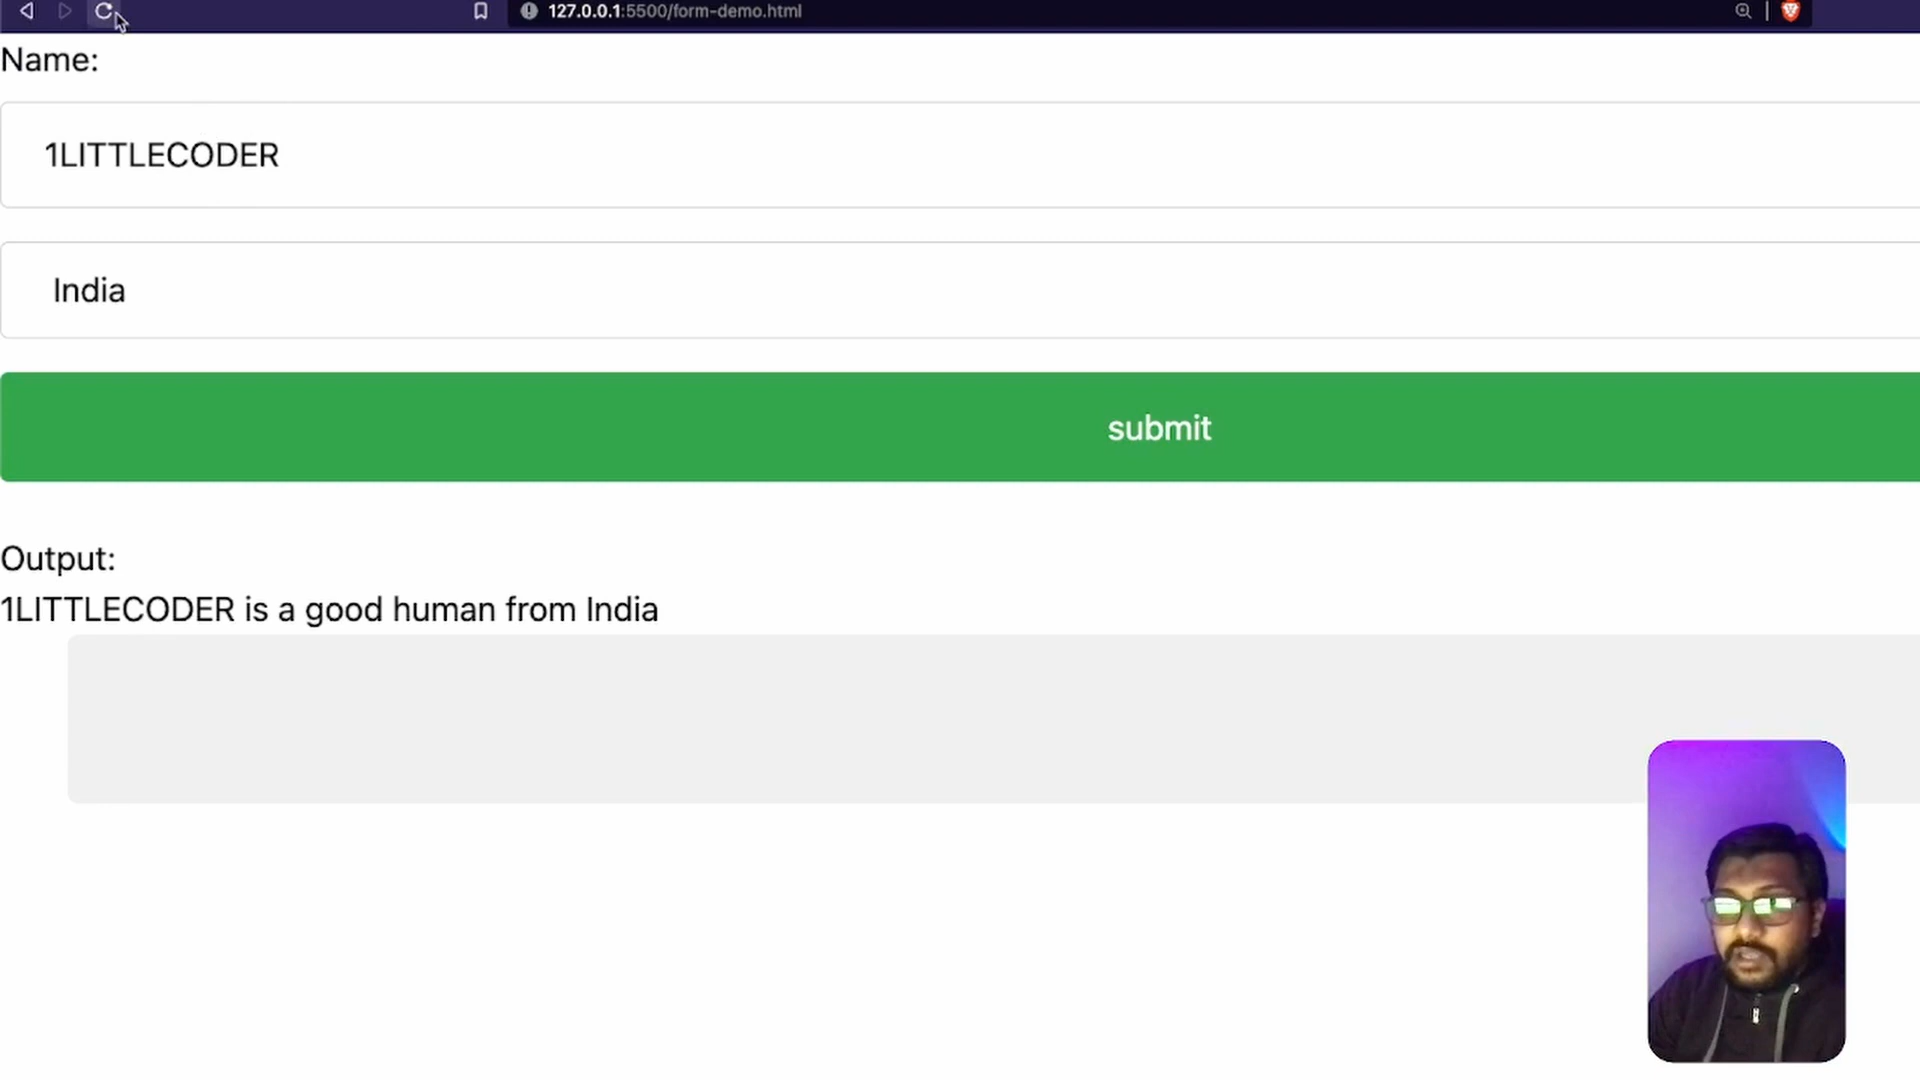 127.0.0.1:5500/form-demo.html
Name:
1LITTLECODER
India
submit
Output:
1LITTLECODER is a good human from India